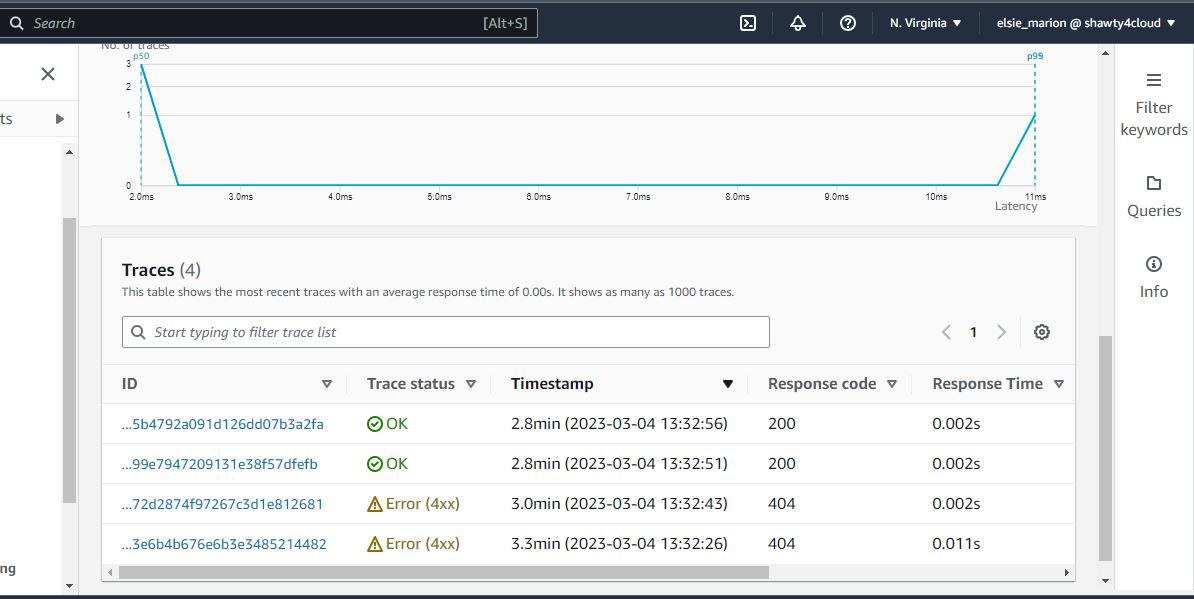 Search [Alt+S] N. Virginia elsie_marion @ shawty4cloud
No. of traces
p50 p99
3
2
1
0
2.0ms 3.0ms 4.0ms 5.0ms 6.0ms 7.0ms 8.0ms 9.0ms 10ms 11ms
Latency
ts
ng
Traces (4)
This table shows the most recent traces with an average response time of 0.00s. It shows as many as 1000 traces.
Start typing to filter trace list
1
ID Trace status Timestamp Response code Response Time
...5b4792a091d126dd07b3a2fa OK 2.8min (2023-03-04 13:32:56) 200 0.002s
...99e7947209131e38f57dfefb OK 2.8min (2023-03-04 13:32:51) 200 0.002s
...72d2874f97267c3d1e812681 Error (4xx) 3.0min (2023-03-04 13:32:43) 404 0.002s
...3e6b4b676e6b3e3485214482 Error (4xx) 3.3min (2023-03-04 13:32:26) 404 0.011s
Filter
keywords
Queries
Info